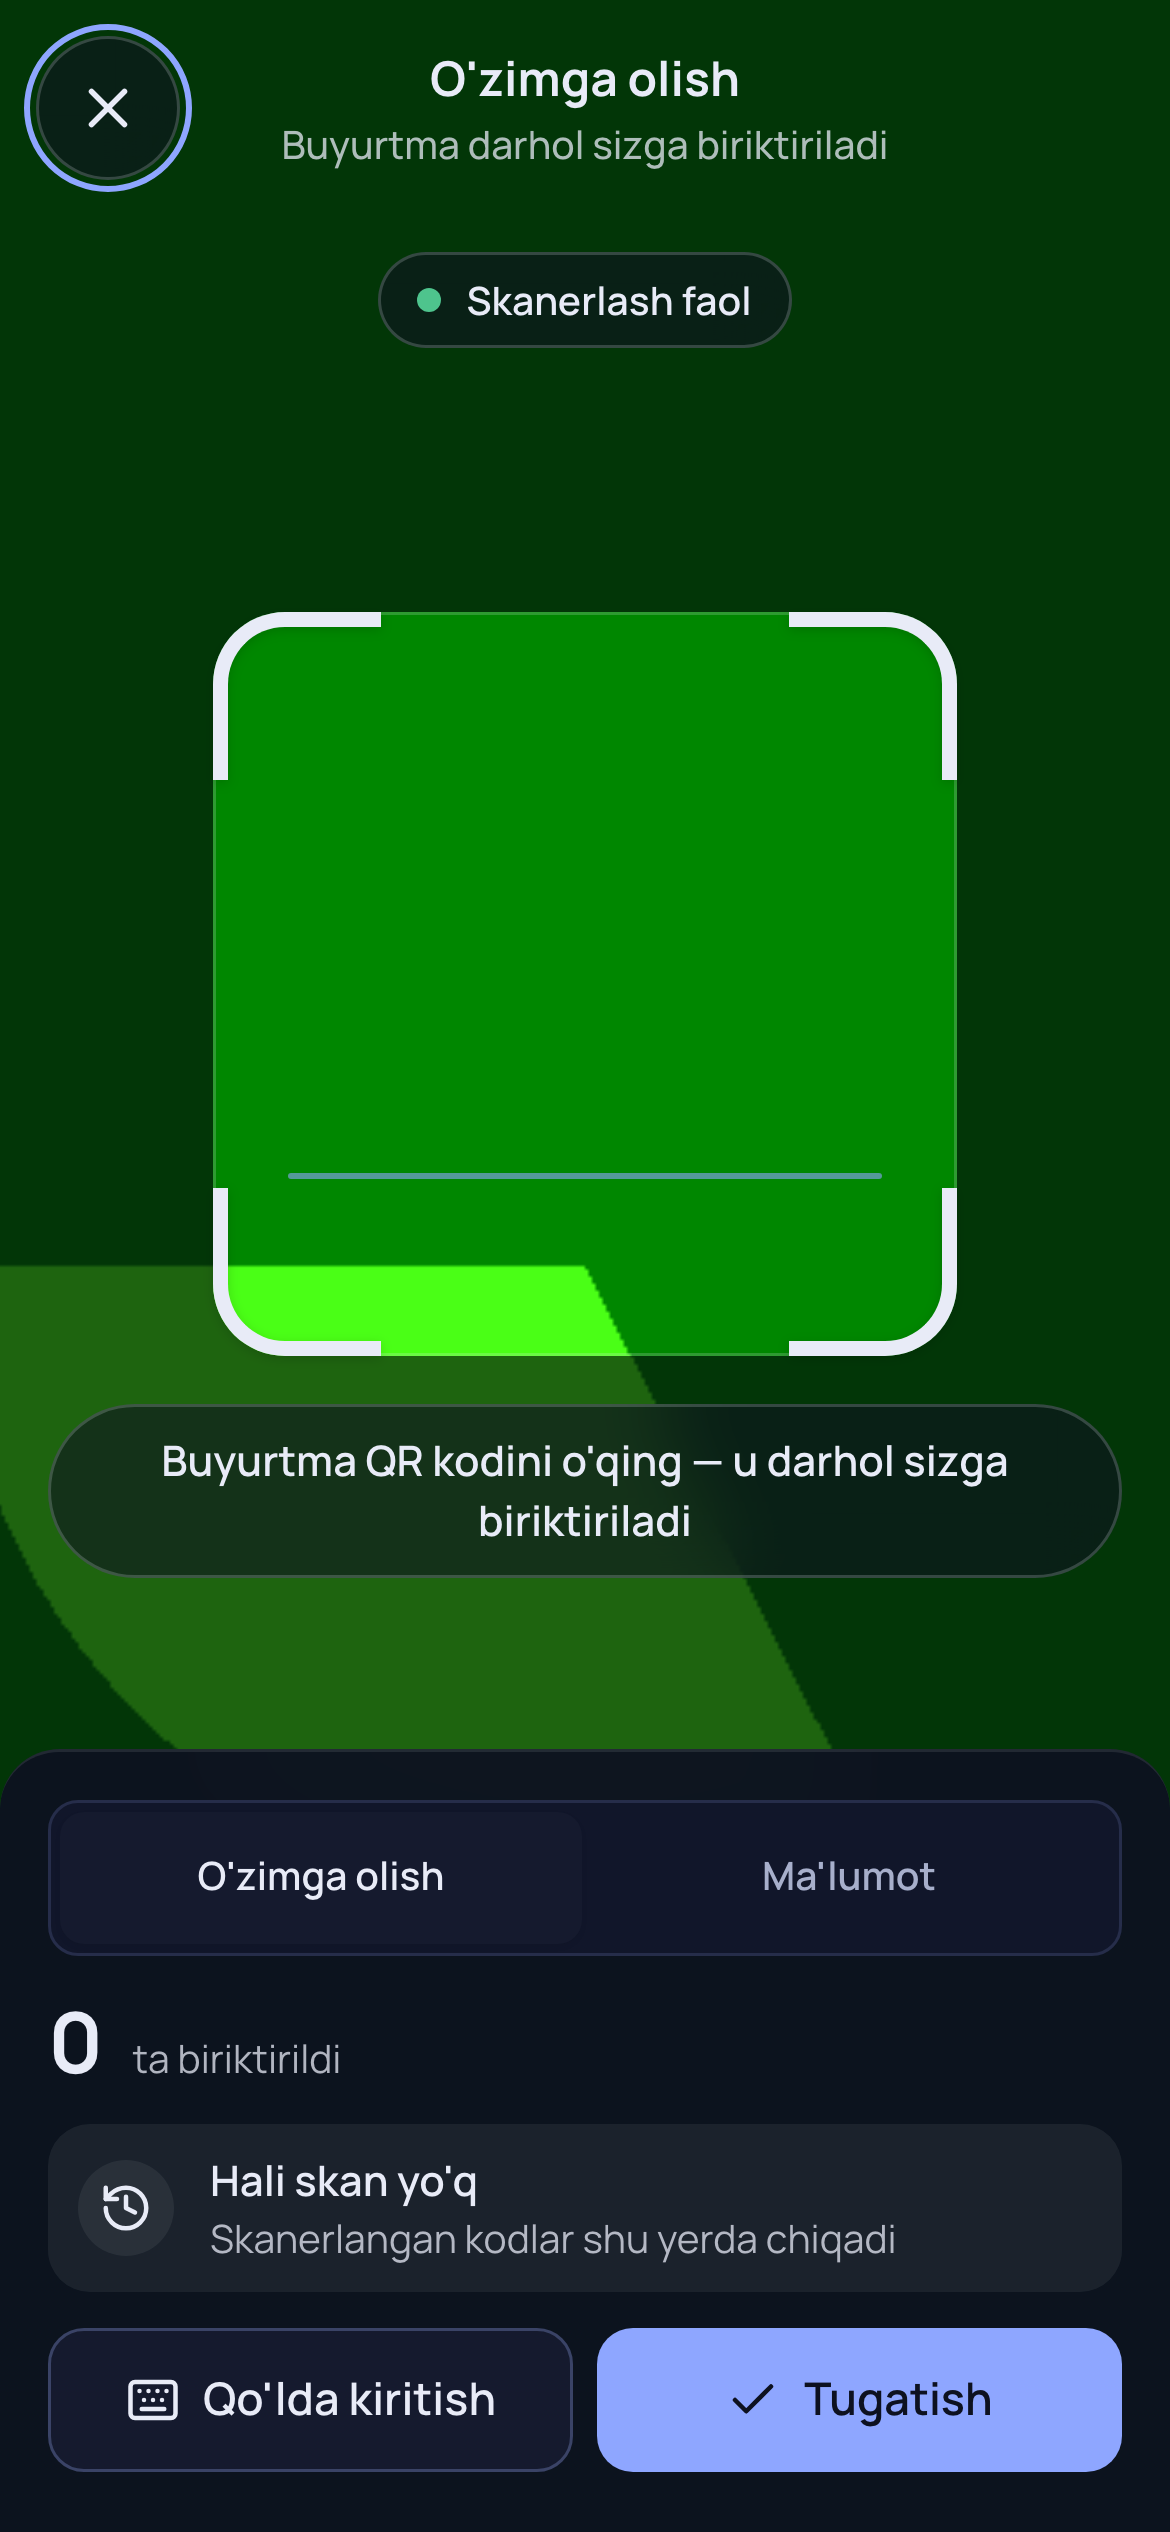 O'zimga olish
Buyurtma darhol sizga biriktiriladi
Skanerlash faol
Buyurtma QR kodini o'qing — u darhol sizga
biriktiriladi
O'zimga olish
Ma'lumot
0 ta biriktirildi
Hali skan yo'q
Skanerlangan kodlar shu yerda chiqadi
Qo'lda kiritish
Tugatish